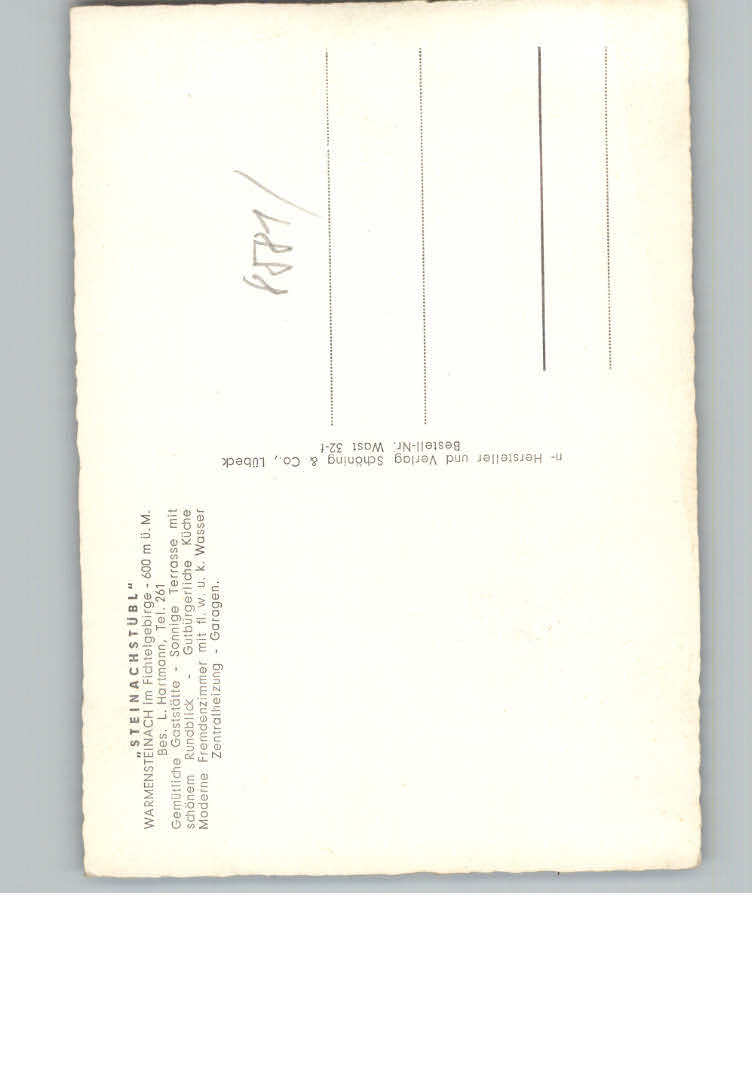 "STEINACHSTÜBL"
WARMENSTEINACH im Fichtelgebirge - 600 m ü. M.
Bes. L. Hartmann, Tel. 261
Gemütliche Gaststätte - Sonnige Terrasse mit
schönem Rundblick - Gutbürgerliche Küche
Moderne Fremdenzimmer mit fl. w. u. k. Wasser
Zentralheizung - Garagen.
n- Hersteller und Verlag Schöning & Co., Lübeck
Bestell-Nr. Wast 32-f
8581/